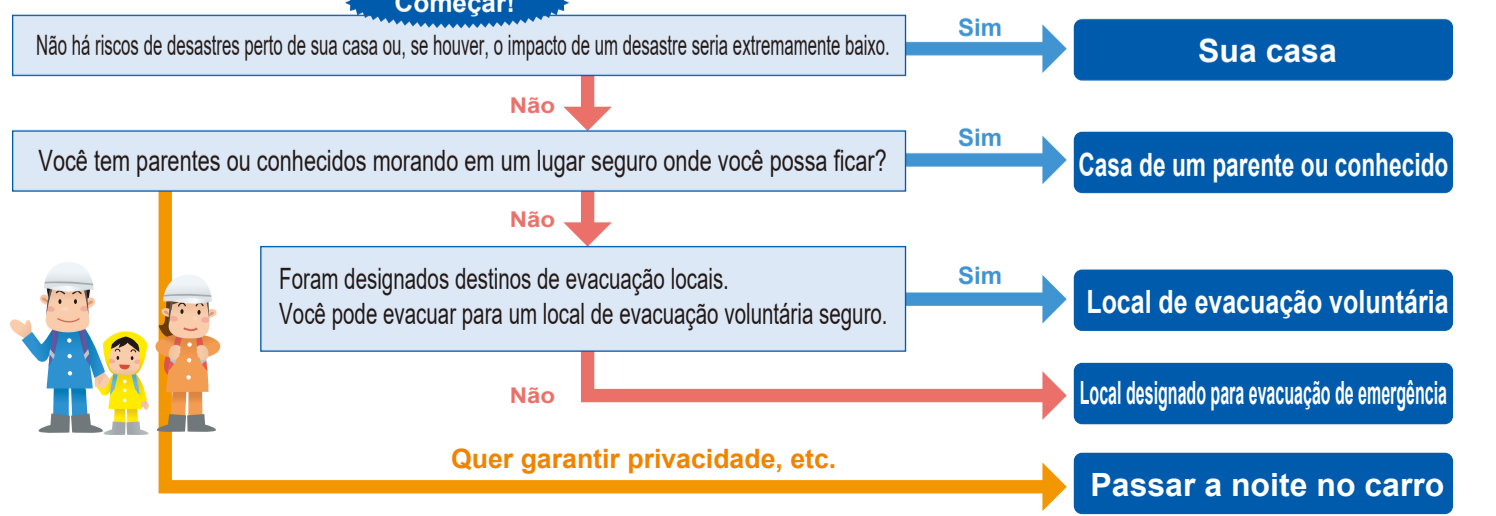 Começar!
Não há riscos de desastres perto de sua casa ou, se houver, o impacto de um desastre seria extremamente baixo.
Sim
Sua casa
Não
Você tem parentes ou conhecidos morando em um lugar seguro onde você possa ficar?
Sim
Casa de um parente ou conhecido
Não
Foram designados destinos de evacuação locais.
Você pode evacuar para um local de evacuação voluntária seguro.
Sim
Local de evacuação voluntária
Não
Local designado para evacuação de emergência
Quer garantir privacidade, etc.
Passar a noite no carro